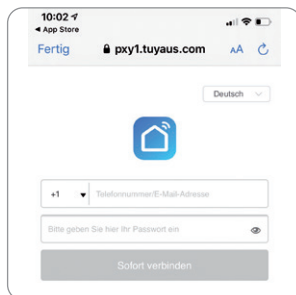 10:02
◀ App Store
Fertig pxy1.tuyaus.com AA
Deutsch
+1 ▼ Telefonnummer/E-Mail-Adresse
Bitte geben Sie hier Ihr Passwort ein
Sofort verbinden